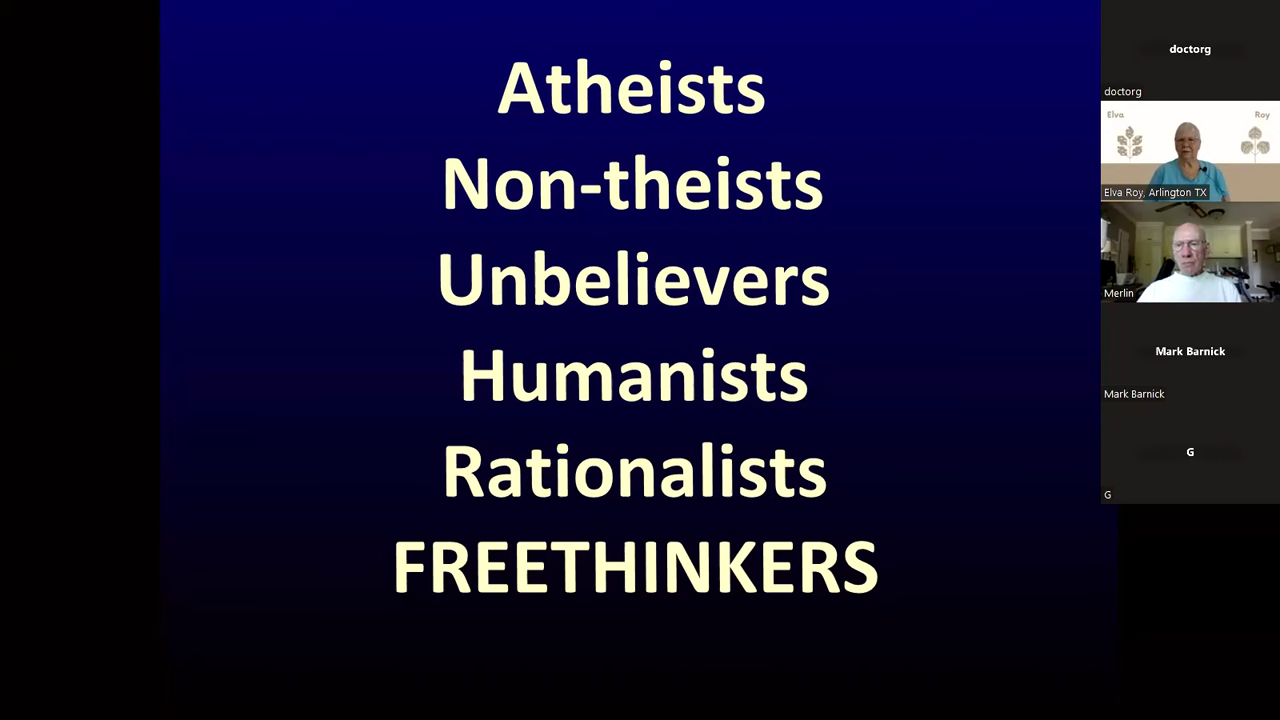 Atheists
Non-theists
Unbelievers
Humanists
Rationalists
FREETHINKERS
doctorg
doctorg
Elva Roy
Elva Roy, Arlington TX
Merlin
Mark Barnick
Mark Barnick
G
G